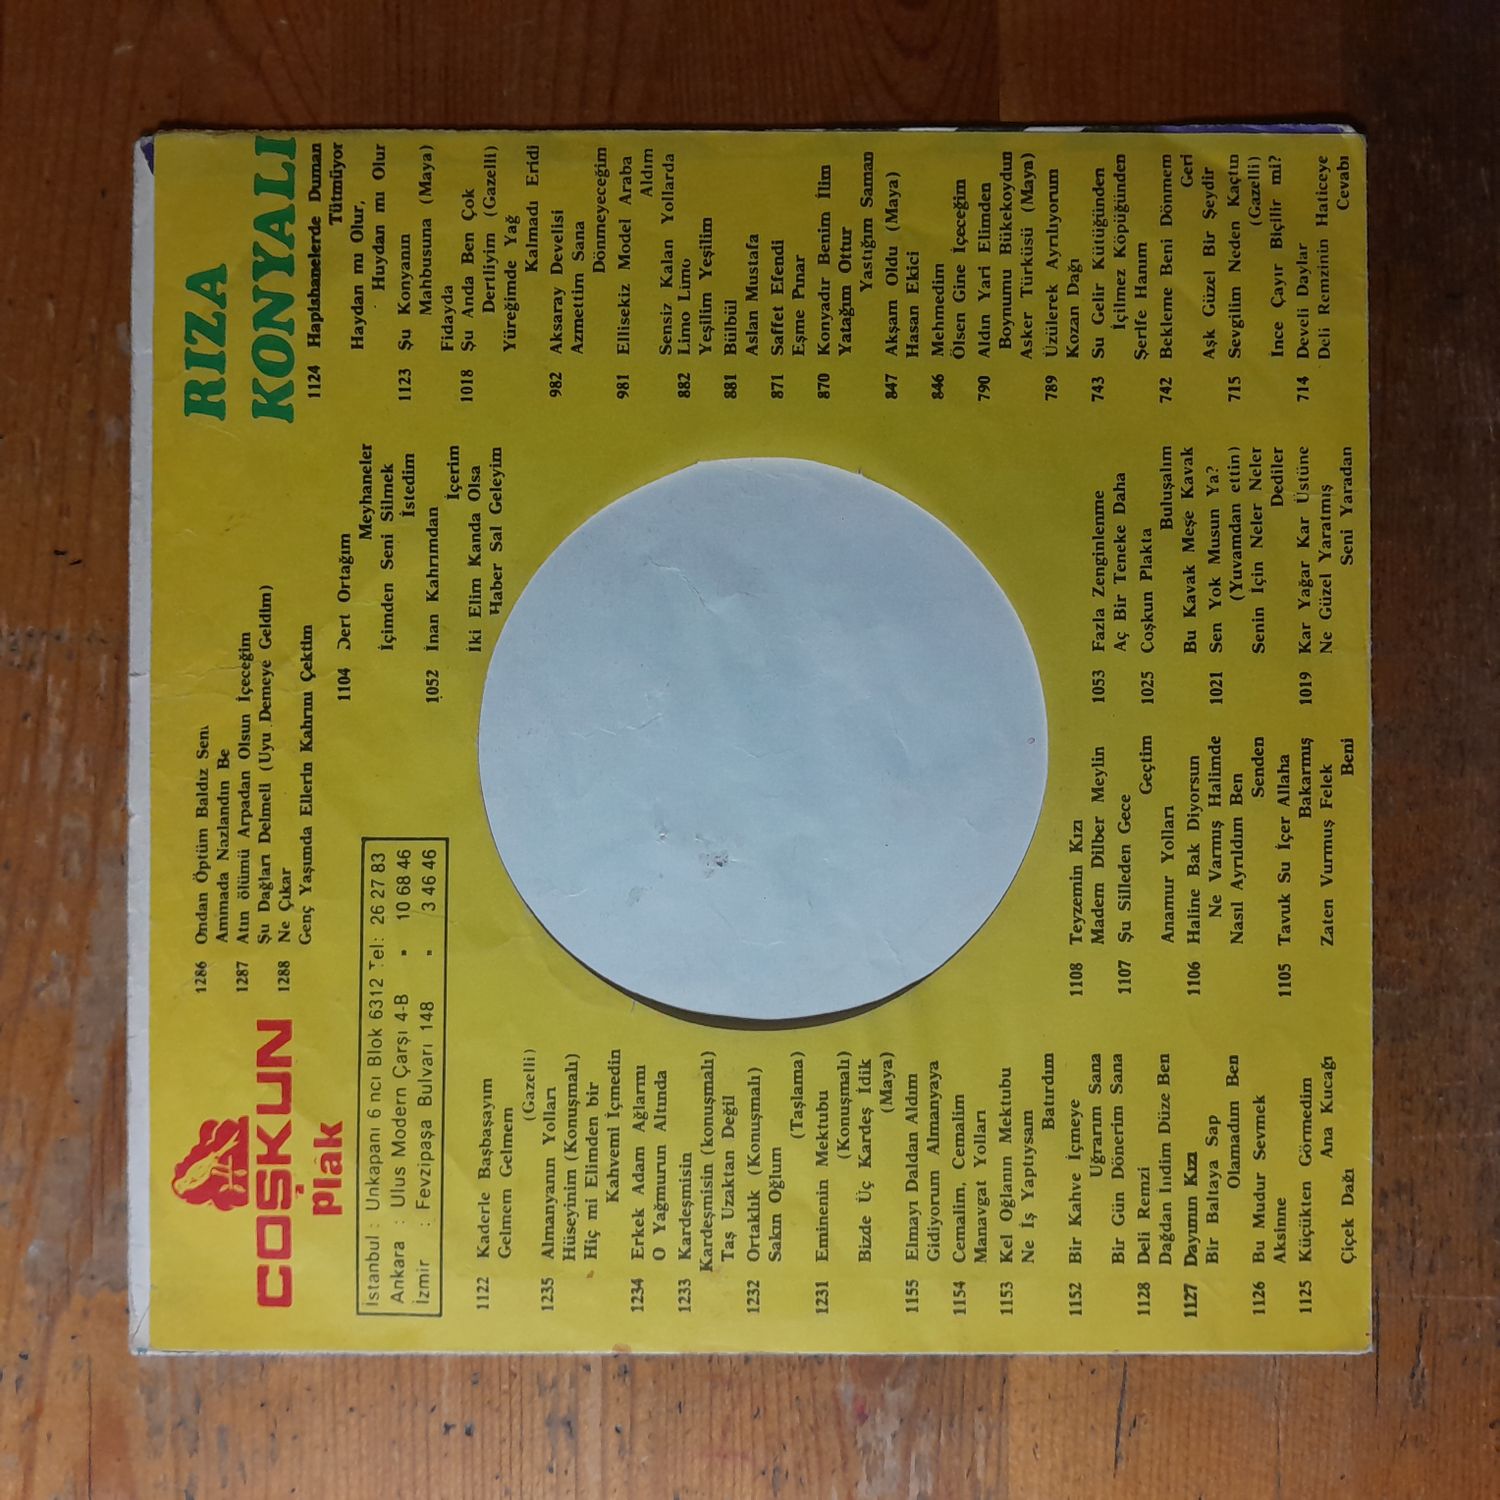 COŞKUN
plâk
İstanbul : Unkapanı 6 ncı Blok 6312 Tel: 26 27 83
Ankara : Ulus Modern Çarşı 4-B " 10 68 46
İzmir : Fevzipaşa Bulvarı 148 " 3 46 46
1286 Ondan Öptüm Baldız Seni
Ammada Nazlandın Be
1287 Atın ölümü Arpadan Olsun İçeceğim
Şu Dağları Delmeli (Uyu Demeye Geldim)
1288 Ne Çıkar
Genç Yaşımda Ellerin Kahrını Çektim
RIZA
KONYALI
1122 Kaderle Başbaşayım
Gelmem Gelmem
(Gazelli)
1235 Almanyanın Yolları
Hüseyinim (Konuşmalı)
Hiç mi Elimden bir
Kahvemi İçmedin
1234 Erkek Adam Ağlarmı
O Yağmurun Altında
1233 Kardeşmisin
Kardeşmisin (konuşmalı)
Taş Uzaktan Değil
1232 Ortaklık (Konuşmalı)
Sakın Oğlum
(Taşlama)
1231 Eminenin Mektubu
(Konuşmalı)
Bizde Üç Kardeş İdik
(Maya)
1155 Elmayı Daldan Aldım
Gidiyorum Almanyaya
1154 Cemalim, Cemalim
Manavgat Yolları
1153 Kel Oğlanın Mektubu
Ne İş Yaptıysam
Batırdım
1152 Bir Kahve İçmeye
Uğrarım Sana
Bir Gün Dönerim Sana
1128 Deli Remzi
Dağdan İndim Düze Ben
1127 Dayımın Kızı
Bir Baltaya Sap
Olamadım Ben
1126 Bu Mudur Sevmek
Aksinne
1125 Küçükten Görmedim
Ana Kucağı
Çiçek Dağı
1108 Teyzemin Kızı
Madem Dilber Meylin
1107 Şu Silleden Gece
Geçtim
Anamur Yolları
1106 Haline Bak Diyorsun
Ne Varmış Halimde
Nasıl Ayrıldım Ben
Senden
1105 Tavuk Su İçer Allaha
Bakarmış
Zaten Vurmuş Felek
Beni
1104 Dert Ortağım
Meyhaneler
İçimden Seni Silmek
İstedim
1052 İnan Kahrımdan
İçerim
İki Elim Kanda Olsa
Haber Sal Geleyim
1053 Fazla Zenginlenme
Aç Bir Teneke Daha
1025 Coşkun Plakta
Buluşalım
Bu Kavak Meşe Kavak
1021 Sen Yok Musun Ya?
(Yuvamdan ettin)
Senin İçin Neler Neler
Dediler
1019 Kar Yağar Kar Üstüne
Ne Güzel Yaratmış
Seni Yaradan
1124 Hapishanelerde Duman
Tütmüyor
Haydan mı Olur,
Huydan mı Olur
1123 Şu Konyanın
Mahbusuna (Maya)
Fidayda
1018 Şu Anda Ben Çok
Dertliyim (Gazelli)
Yüreğimde Yağ
Kalmadı Eridi
982 Aksaray Develisi
Azmettim Sana
Dönmeyeceğim
981 Ellisekiz Model Araba
Aldım
Sensiz Kalan Yollarda
882 Limo Limo
Yeşilim Yeşilim
881 Bülbül
Aslan Mustafa
871 Saffet Efendi
Eşme Pınar
870 Konyadır Benim İlim
Yatağım Ottur
Yastığım Saman
847 Akşam Oldu (Maya)
Hasan Ekici
846 Mehmedim
Ölsen Gine İçeceğim
790 Aldın Yari Elimden
Boynumu Bükekoydun
Asker Türküsü (Maya)
789 Üzülerek Ayrılıyorum
Kozan Dağı
743 Su Gelir Kütüğünden
İçilmez Köpüğünden
Şerife Hanım
742 Bekleme Beni Dönmem
Geri
Aşk Güzel Bir Şeydir
715 Sevgilim Neden Kaçtın
(Gazelli)
İnce Çayır Biçilir mi?
714 Develi Daylar
Deli Remzinin Haticeye
Cevabı